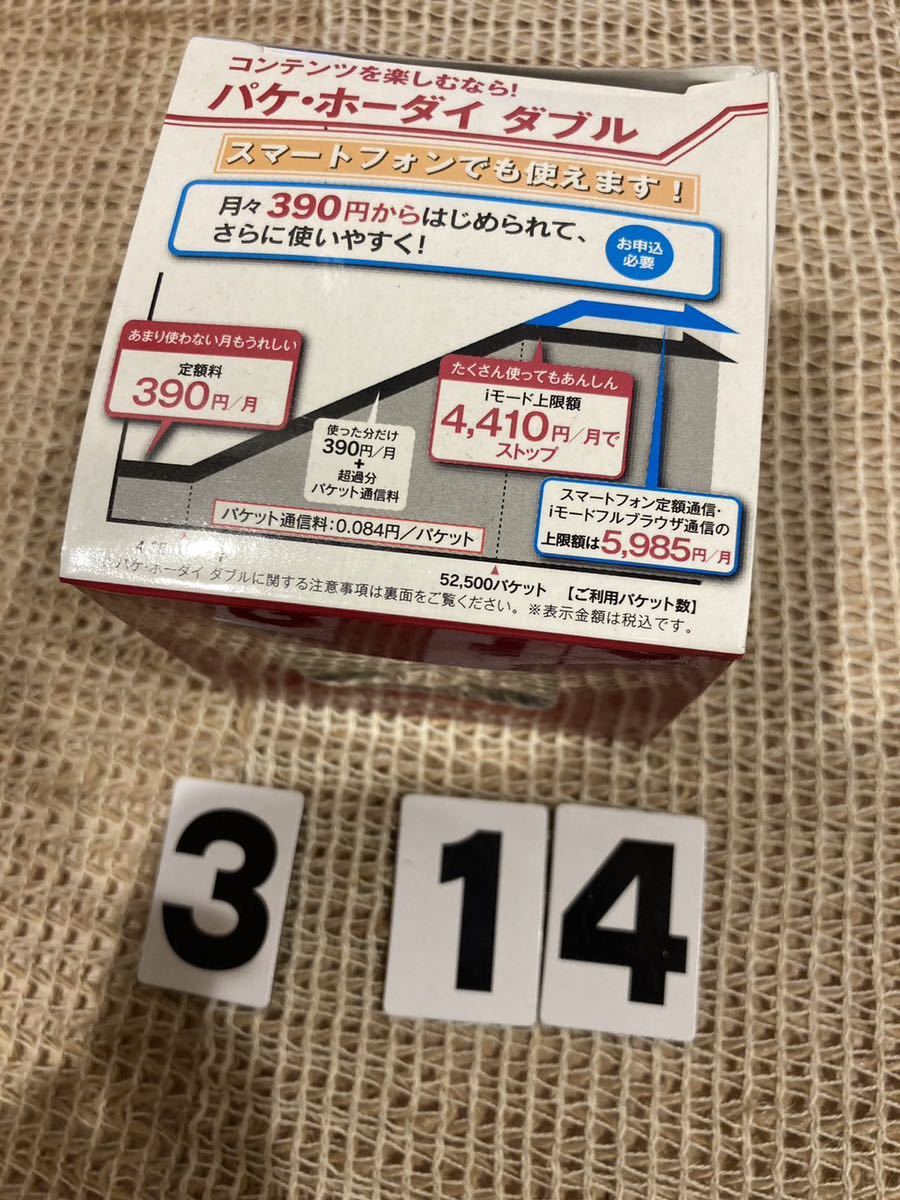 コンテンツを楽しむなら!
パケ・ホーダイ ダブル
スマートフォンでも使えます!
月々390円からはじめられて、
さらに使いやすく!
お申込
必要
あまり使わない月もうれしい
定額料
390円/月
使った分だけ
390円/月
+
超過分
パケット通信料
たくさん使ってもあんしん
iモード上限額
4,410円/月で
ストップ
スマートフォン定額通信・
iモードフルブラウザ通信の
上限額は5,985円/月
パケット通信料:0.084円/パケット
52,500パケット 【ご利用パケット数】
パケ・ホーダイ ダブルに関する注意事項は裏面をご覧ください。※表示金額は税込です。
3 14